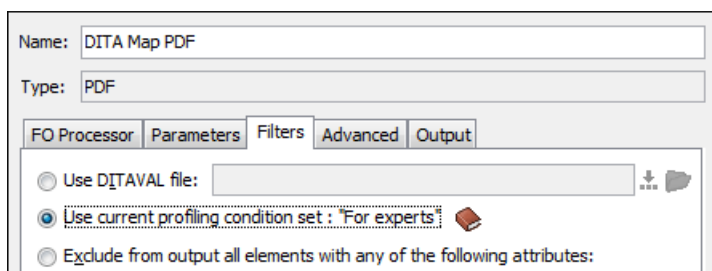 Name: DITA Map PDF
Type: PDF
FO Processor Parameters Filters Advanced Output
Use DITAVAL file:
Use current profiling condition set : "For experts"
Exclude from output all elements with any of the following attributes: